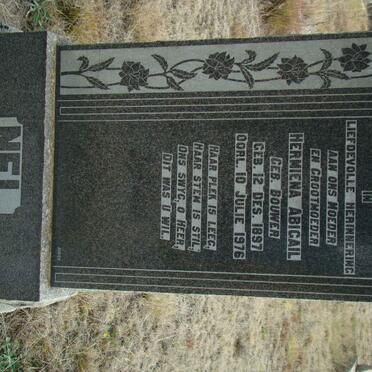 IN
LIEFDEVOLLE HERINNERING
AAN ONS MOEDER
EN GROOTMOEDER
HERMIENA ABIGAIL
GEB. BOUWER
GEB. 12 DES. 1897
OORL. 10 JULIE 1976
HAAR PLEK IS LEEG,
HAAR STEM IS STIL,
ONS SWYG, O HEER,
DIT WAS U WIL.